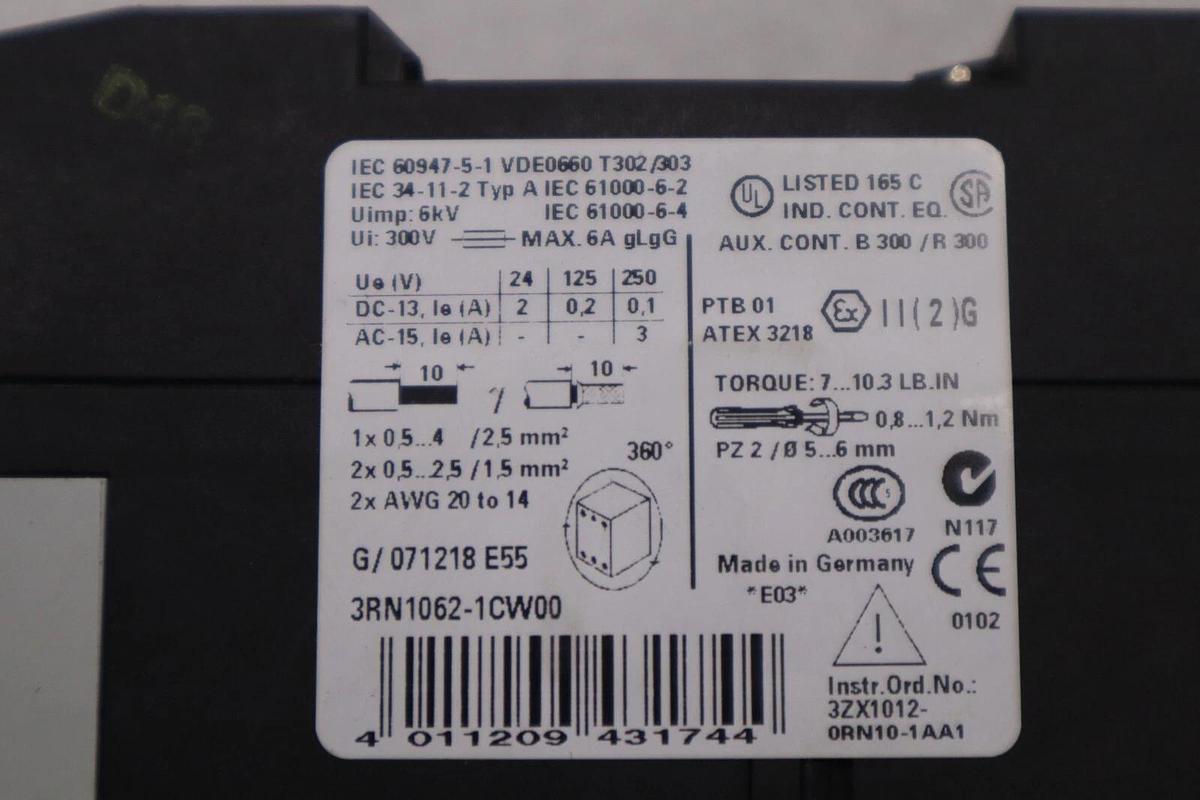 IEC 60947-5-1 VDE0660 T302/303
IEC 34-11-2 Typ A IEC 61000-6-2
Uimp: 6kV IEC 61000-6-4
Ui: 300V MAX. 6A gLgG
Ue (V) 24 125 250
DC-13, Ie (A) 2 0,2 0,1
AC-15, Ie (A) - - 3
10 / 10
1x 0,5...4 /2,5 mm²
2x 0,5...2,5 /1,5 mm²
2x AWG 20 to 14
360°
G/ 071218 E55
3RN1062-1CW00
4 011209 431744
UL LISTED 165 C SA
IND. CONT. EQ.
AUX. CONT. B 300 / R 300
PTB 01
ATEX 3218
Ex II(2)G
TORQUE: 7...10.3 LB.IN
0,8...1,2 Nm
PZ 2 / Ø 5...6 mm
CCC S
A003617
N117
Made in Germany
*E03*
CE
0102
!
Instr.Ord.No.:
3ZX1012-
0RN10-1AA1